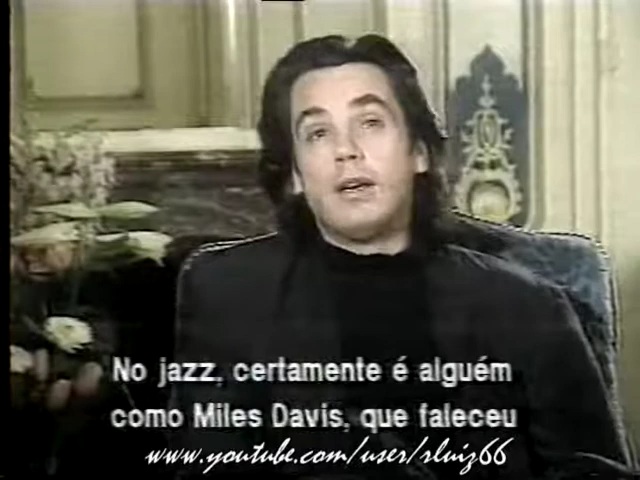 No jazz, certamente é alguém
como Miles Davis, que faleceu
www.youtube.com/user/rluiz66